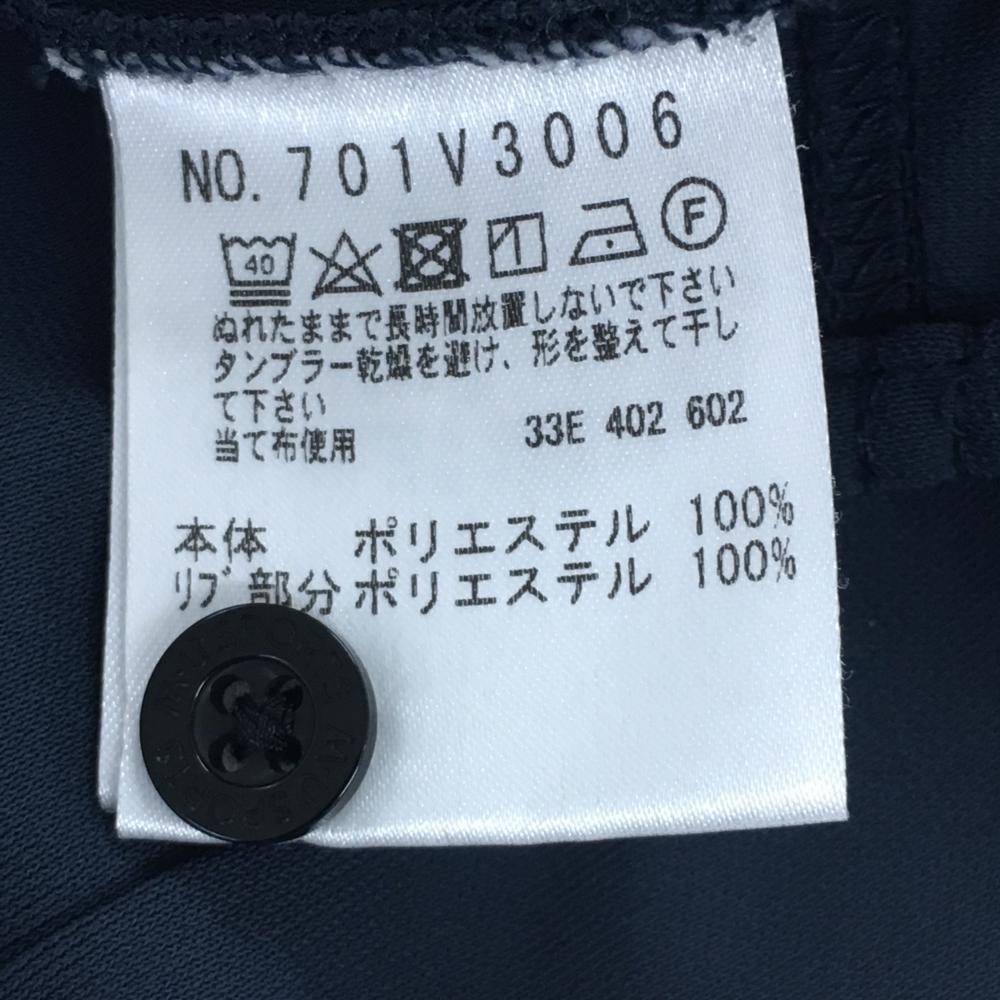 NO. 701V3006
40 F
ぬれたままで長時間放置しないで下さい
タンブラー乾燥を避け、形を整えて干し
て下さい
当て布使用 33E 402 602
本体 ポリエステル 100%
リブ部分 ポリエステル 100%